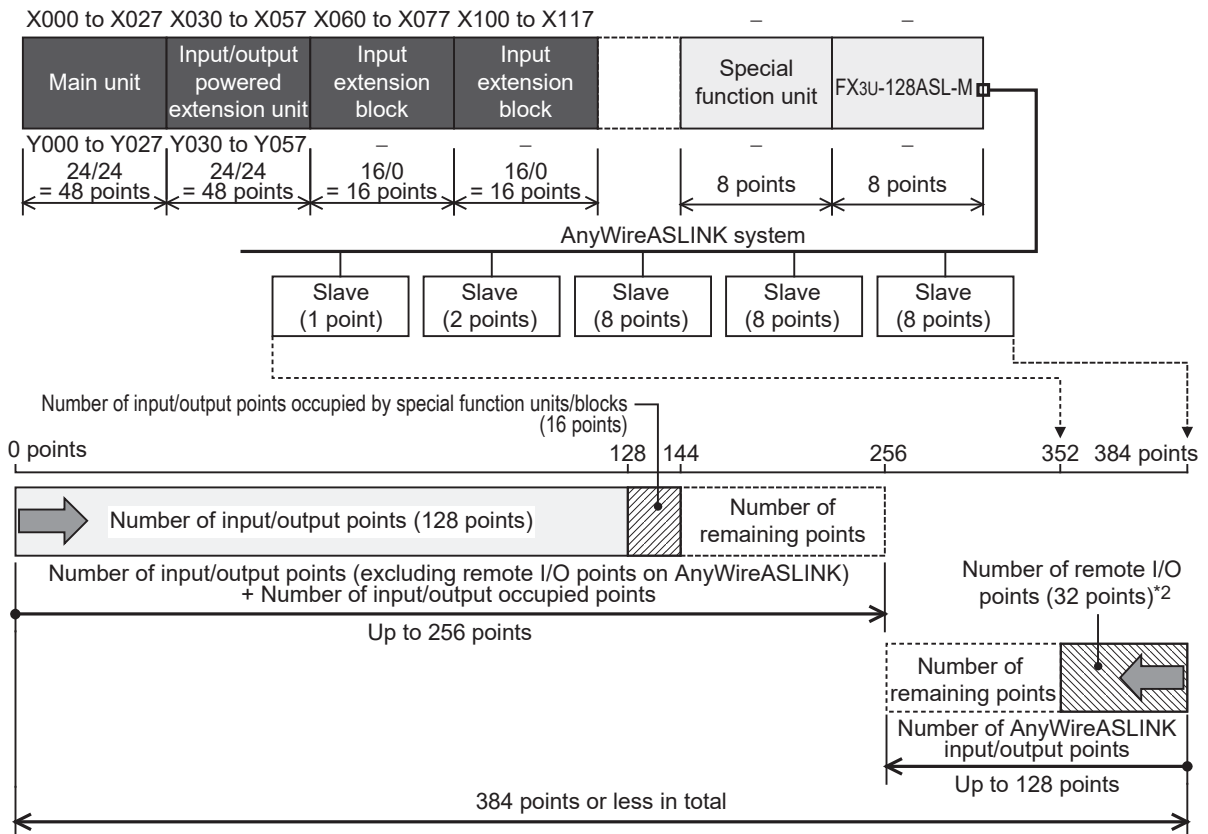 X000 to X027 X030 to X057 X060 to X077 X100 to X117 – –
Main unit
Input/output
powered
extension unit
Input
extension
block
Input
extension
block
Special
function unit
FX3U-128ASL-M
Y000 to Y027 Y030 to Y057 – – – –
24/24
= 48 points
24/24
= 48 points
16/0
= 16 points
16/0
= 16 points
8 points
8 points
AnyWireASLINK system
Slave
(1 point)
Slave
(2 points)
Slave
(8 points)
Slave
(8 points)
Slave
(8 points)
Number of input/output points occupied by special function units/blocks
(16 points)
0 points 128 144 256 352 384 points
Number of input/output points (128 points)
Number of
remaining points
Number of input/output points (excluding remote I/O points on AnyWireASLINK)
+ Number of input/output occupied points
Up to 256 points
Number of remote I/O
points (32 points)*2
Number of
remaining points
Number of AnyWireASLINK
input/output points
Up to 128 points
384 points or less in total